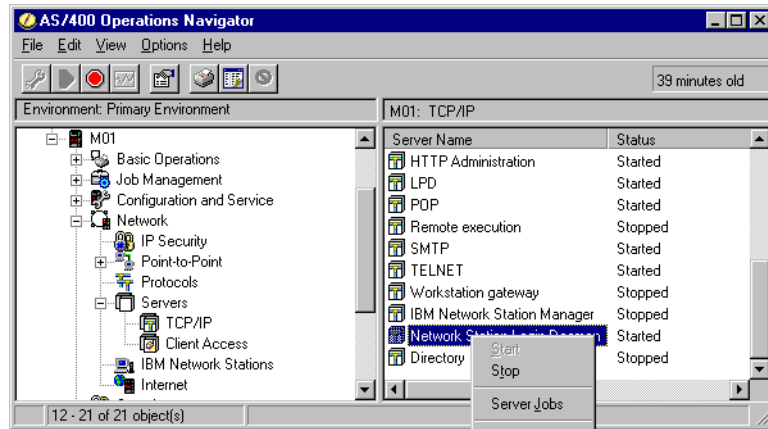 AS/400 Operations Navigator
File Edit View Options Help
39 minutes old
Environment: Primary Environment
M01: TCP/IP
M01
Basic Operations
Job Management
Configuration and Service
Network
IP Security
Point-to-Point
Protocols
Servers
TCP/IP
Client Access
IBM Network Stations
Internet
Server Name Status
HTTP Administration Started
LPD Started
POP Started
Remote execution Stopped
SMTP Started
TELNET Started
Workstation gateway Stopped
IBM Network Station Manager Stopped
Network Station Login Daemon Started
Directory Stopped
Start
Stop
Server Jobs
12 - 21 of 21 object(s)